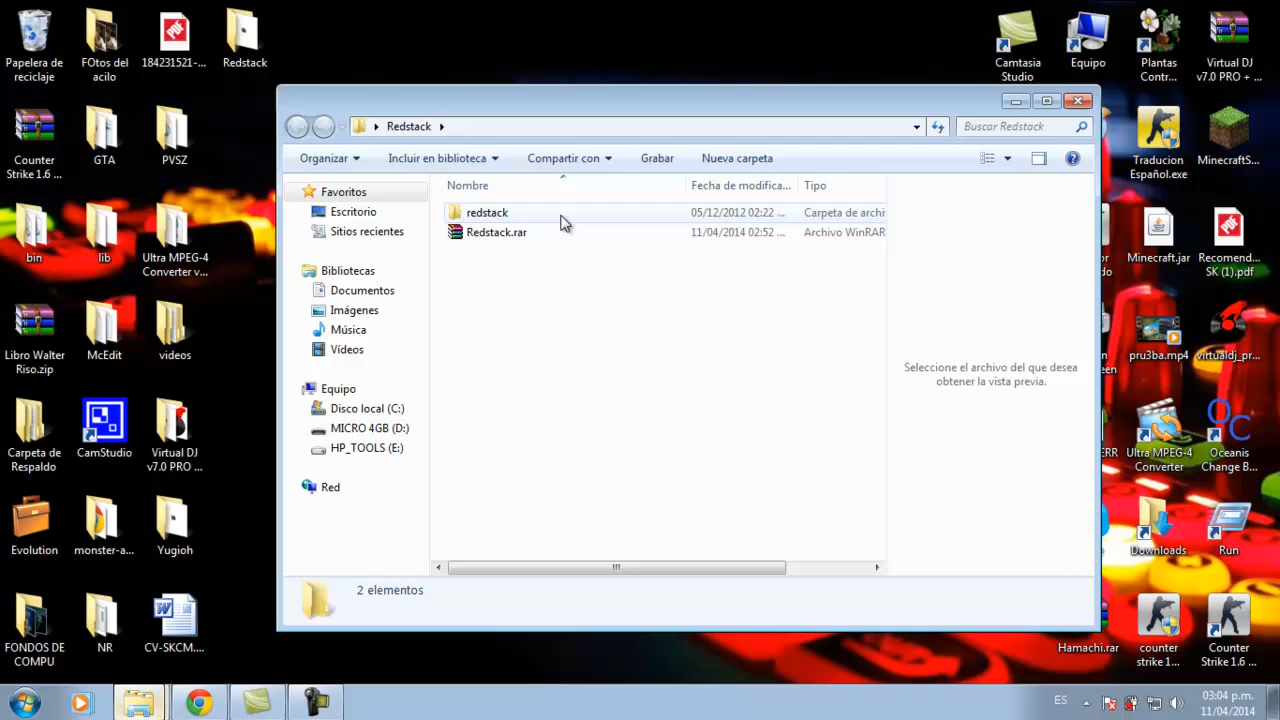 Papelera de
reciclaje
FOtos del
acilo
184231521-...
Redstack
Counter
Strike 1.6 ...
GTA
PVSZ
bin
lib
Ultra MPEG-4
Converter v...
Libro Walter
Riso.zip
McEdit
videos
Carpeta de
Respaldo
CamStudio
Virtual DJ
v7.0 PRO ...
Evolution
monster-a...
Yugioh
FONDOS DE
COMPU
NR
CV-SKCM....
Redstack
Buscar Redstack
Organizar
Incluir en biblioteca
Compartir con
Grabar
Nueva carpeta
Favoritos
Escritorio
Sitios recientes
Bibliotecas
Documentos
Imágenes
Música
Vídeos
Equipo
Disco local (C:)
MICRO 4GB (D:)
HP_TOOLS (E:)
Red
Nombre
Fecha de modifica...
Tipo
redstack
05/12/2012 02:22 ...
Carpeta de archi
Redstack.rar
11/04/2014 02:52 ...
Archivo WinRAR
Seleccione el archivo del que desea
obtener la vista previa.
2 elementos
Camtasia
Studio
Equipo
Plantas
Contr...
Virtual DJ
v7.0 PRO + ...
Traducion
Español.exe
MinecraftS...
Minecraft.jar
Recomend...
SK (1).pdf
pru3ba.mp4
virtualdj_pr...
Ultra MPEG-4
Converter
Oceanis
Change B...
Downloads
Run
Hamachi.rar
counter
strike 1....
Counter
Strike 1.6 ...
ES
03:04 p.m.
11/04/2014